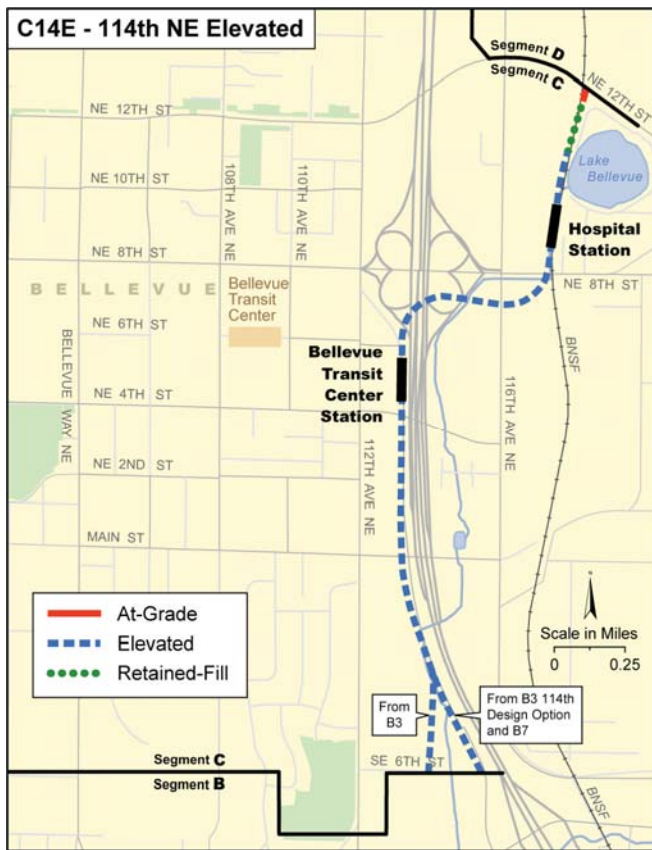 C14E - 114th NE Elevated
Segment D
Segment C
NE 12TH ST
NE 12TH ST
Lake
Bellevue
108TH AVE NE
110TH AVE NE
NE 10TH ST
Hospital
Station
NE 8TH ST
NE 8TH ST
BELLEVUE
Bellevue
Transit
Center
NE 6TH ST
BNSF
BELLEVUE WAY NE
Bellevue
Transit
Center
Station
NE 4TH ST
112TH AVE NE
116TH AVE NE
NE 2ND ST
MAIN ST
At-Grade
Elevated
Retained-Fill
N
Scale in Miles
0 0.25
From
B3
From B3 114th
Design Option
and B7
SE 6TH ST
Segment C
Segment B
BNSF